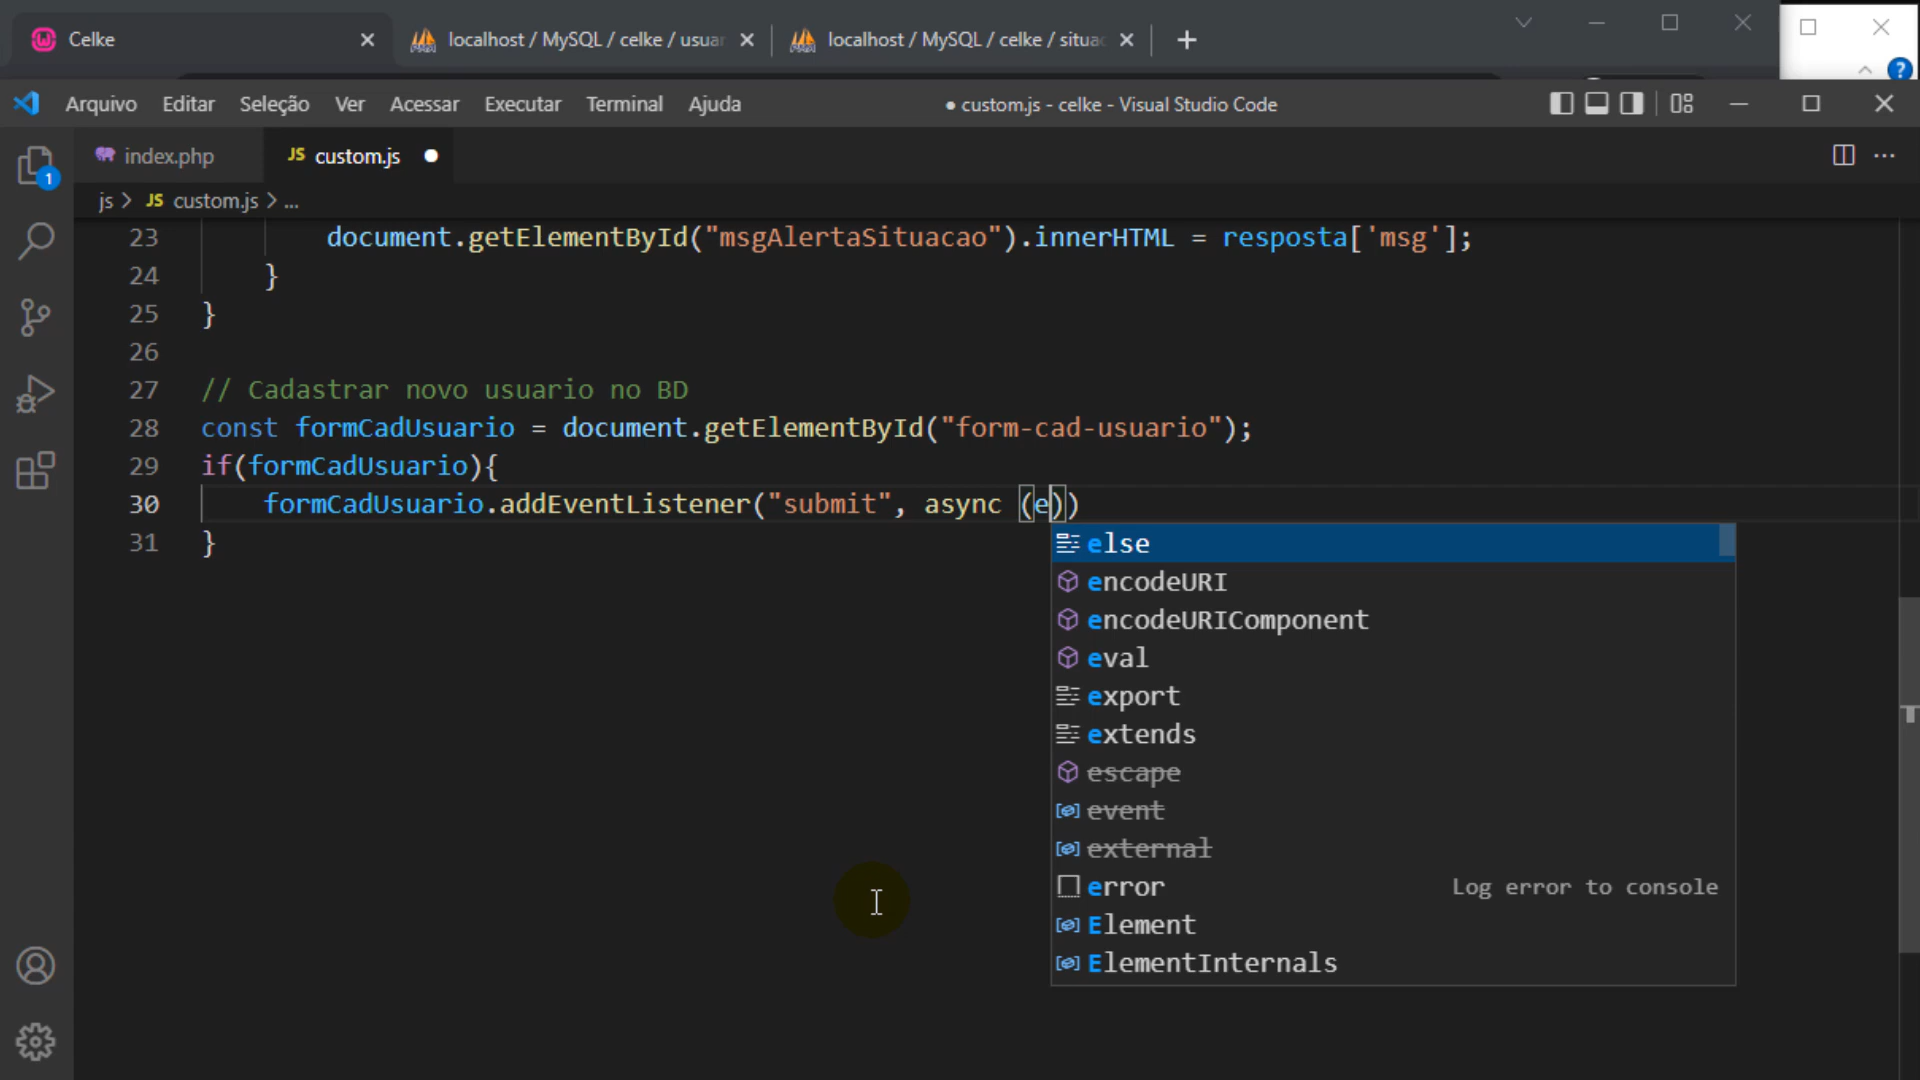 Celke
localhost / MySQL / celke / usuar
localhost / MySQL / celke / situac
Arquivo Editar Seleção Ver Acessar Executar Terminal Ajuda
● custom.js - celke - Visual Studio Code
1
index.php
JS custom.js
js > JS custom.js > ...
23 document.getElementById("msgAlertaSituacao").innerHTML = resposta['msg'];
24 }
25 }
26
27 // Cadastrar novo usuario no BD
28 const formCadUsuario = document.getElementById("form-cad-usuario");
29 if(formCadUsuario){
30 formCadUsuario.addEventListener("submit", async (e))
31 }
else
encodeURI
encodeURIComponent
eval
export
extends
escape
event
external
error Log error to console
Element
ElementInternals